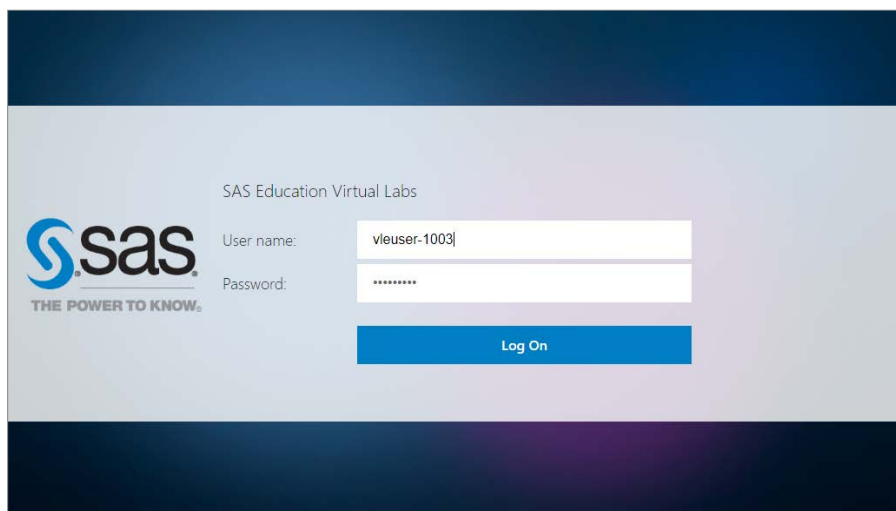 SAS Education Virtual Labs
User name: vleuser-1003
sas
Password: •••••••••
THE POWER TO KNOW®
Log On